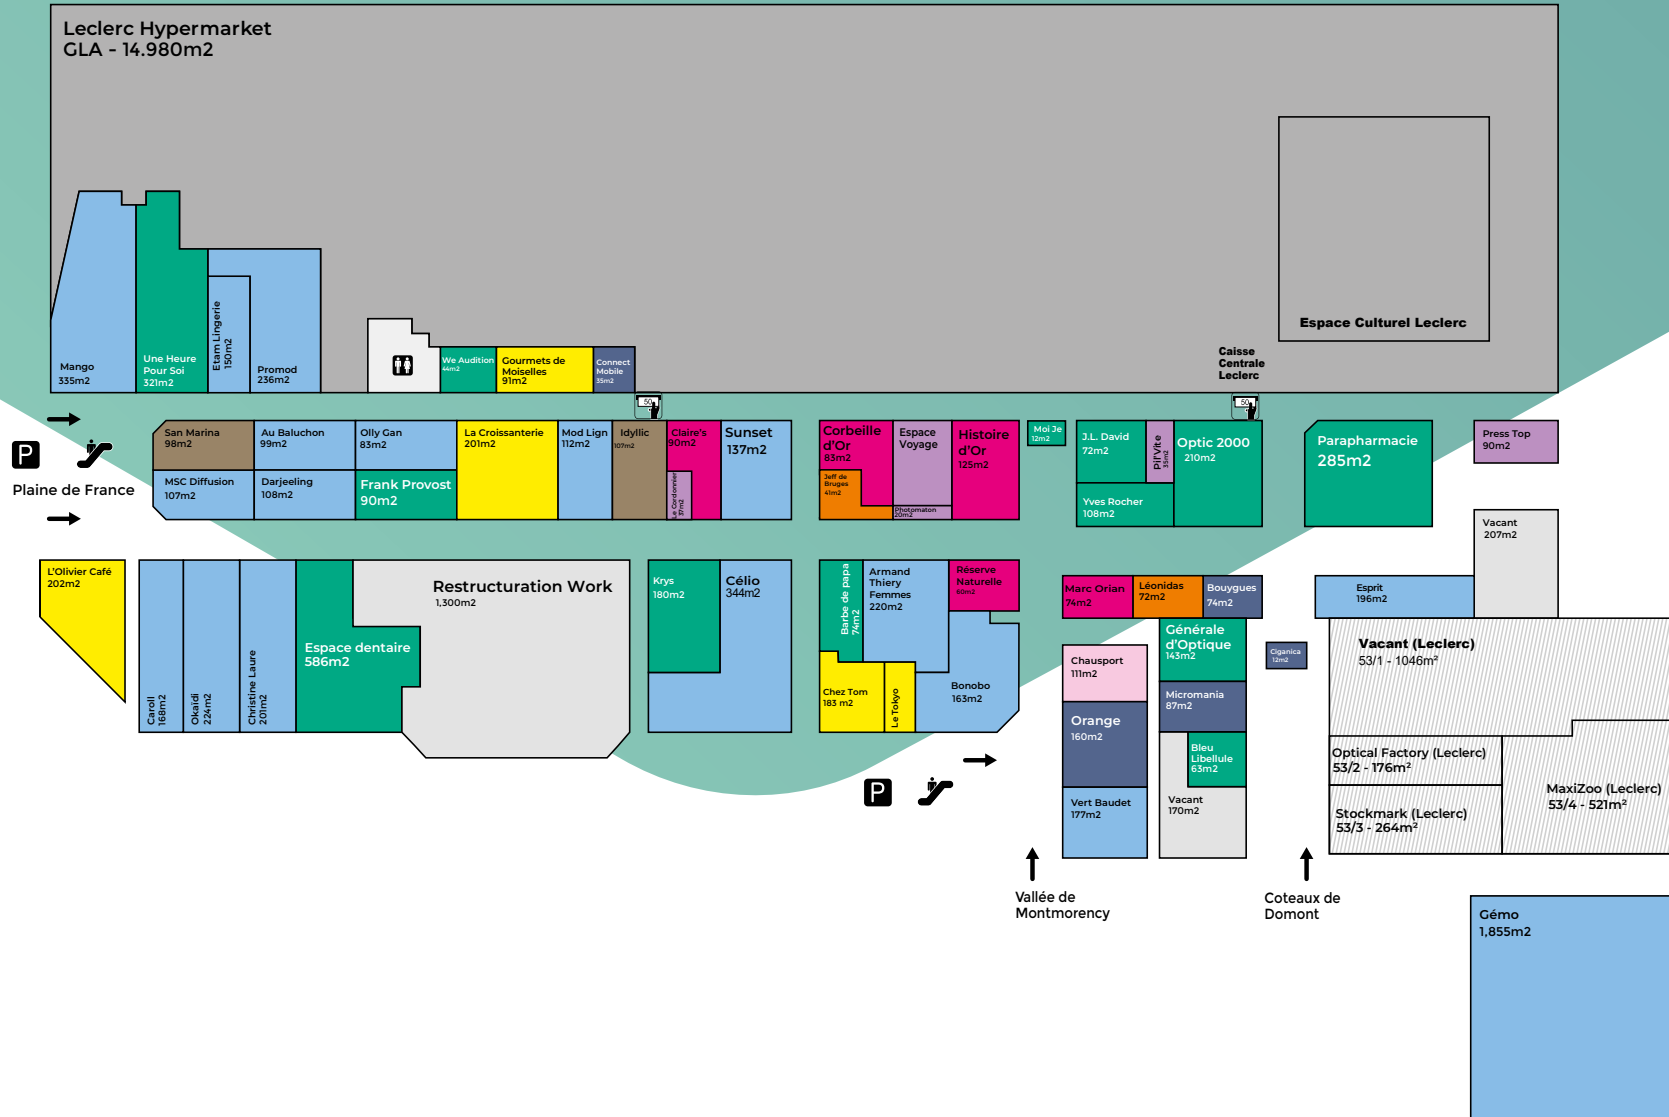 Leclerc Hypermarket
GLA - 14.980m2
Espace Culturel Leclerc
Caisse
Centrale
Leclerc
Mango
335m2
Une Heure
Pour Soi
321m2
Etam Lingerie
150m2
Promod
236m2
We Audition
44m2
Gourmets de
Moiselles
91m2
Connect
Mobile
35m2
50
50
P
Plaine de France
San Marina
98m2
Au Baluchon
99m2
Olly Gan
83m2
La Croissanterie
201m2
Mod Lign
112m2
Idyllic
107m2
Claire's
90m2
Sunset
137m2
MSC Diffusion
107m2
Darjeeling
108m2
Frank Provost
90m2
Le Cordonnier
37m2
Corbeille
d'Or
83m2
Jeff de
Bruges
41m2
Espace
Voyage
Photomaton
20m2
Histoire
d'Or
125m2
Moi Je
12m2
J.L. David
72m2
Pil'Vite
35m2
Optic 2000
210m2
Yves Rocher
108m2
Parapharmacie
285m2
Press Top
90m2
Vacant
207m2
L'Olivier Café
202m2
Caroll
168m2
Okaïdi
224m2
Christine Laure
201m2
Espace dentaire
586m2
Restructuration Work
1,300m2
Krys
180m2
Célio
344m2
Barbe de papa
74m2
Armand
Thiery
Femmes
220m2
Réserve
Naturelle
60m2
Chez Tom
183 m2
Le Tokyo
Bonobo
163m2
Marc Orian
74m2
Léonidas
72m2
Bouygues
74m2
Générale
d'Optique
143m2
Ciganica
12m2
Chausport
111m2
Micromania
87m2
Orange
160m2
Bleu
Libellule
63m2
Vert Baudet
177m2
Vacant
170m2
Esprit
196m2
Vacant (Leclerc)
53/1 - 1046m²
Optical Factory (Leclerc)
53/2 - 176m²
Stockmark (Leclerc)
53/3 - 264m²
MaxiZoo (Leclerc)
53/4 - 521m²
P
Vallée de
Montmorency
Coteaux de
Domont
Gémo
1,855m2